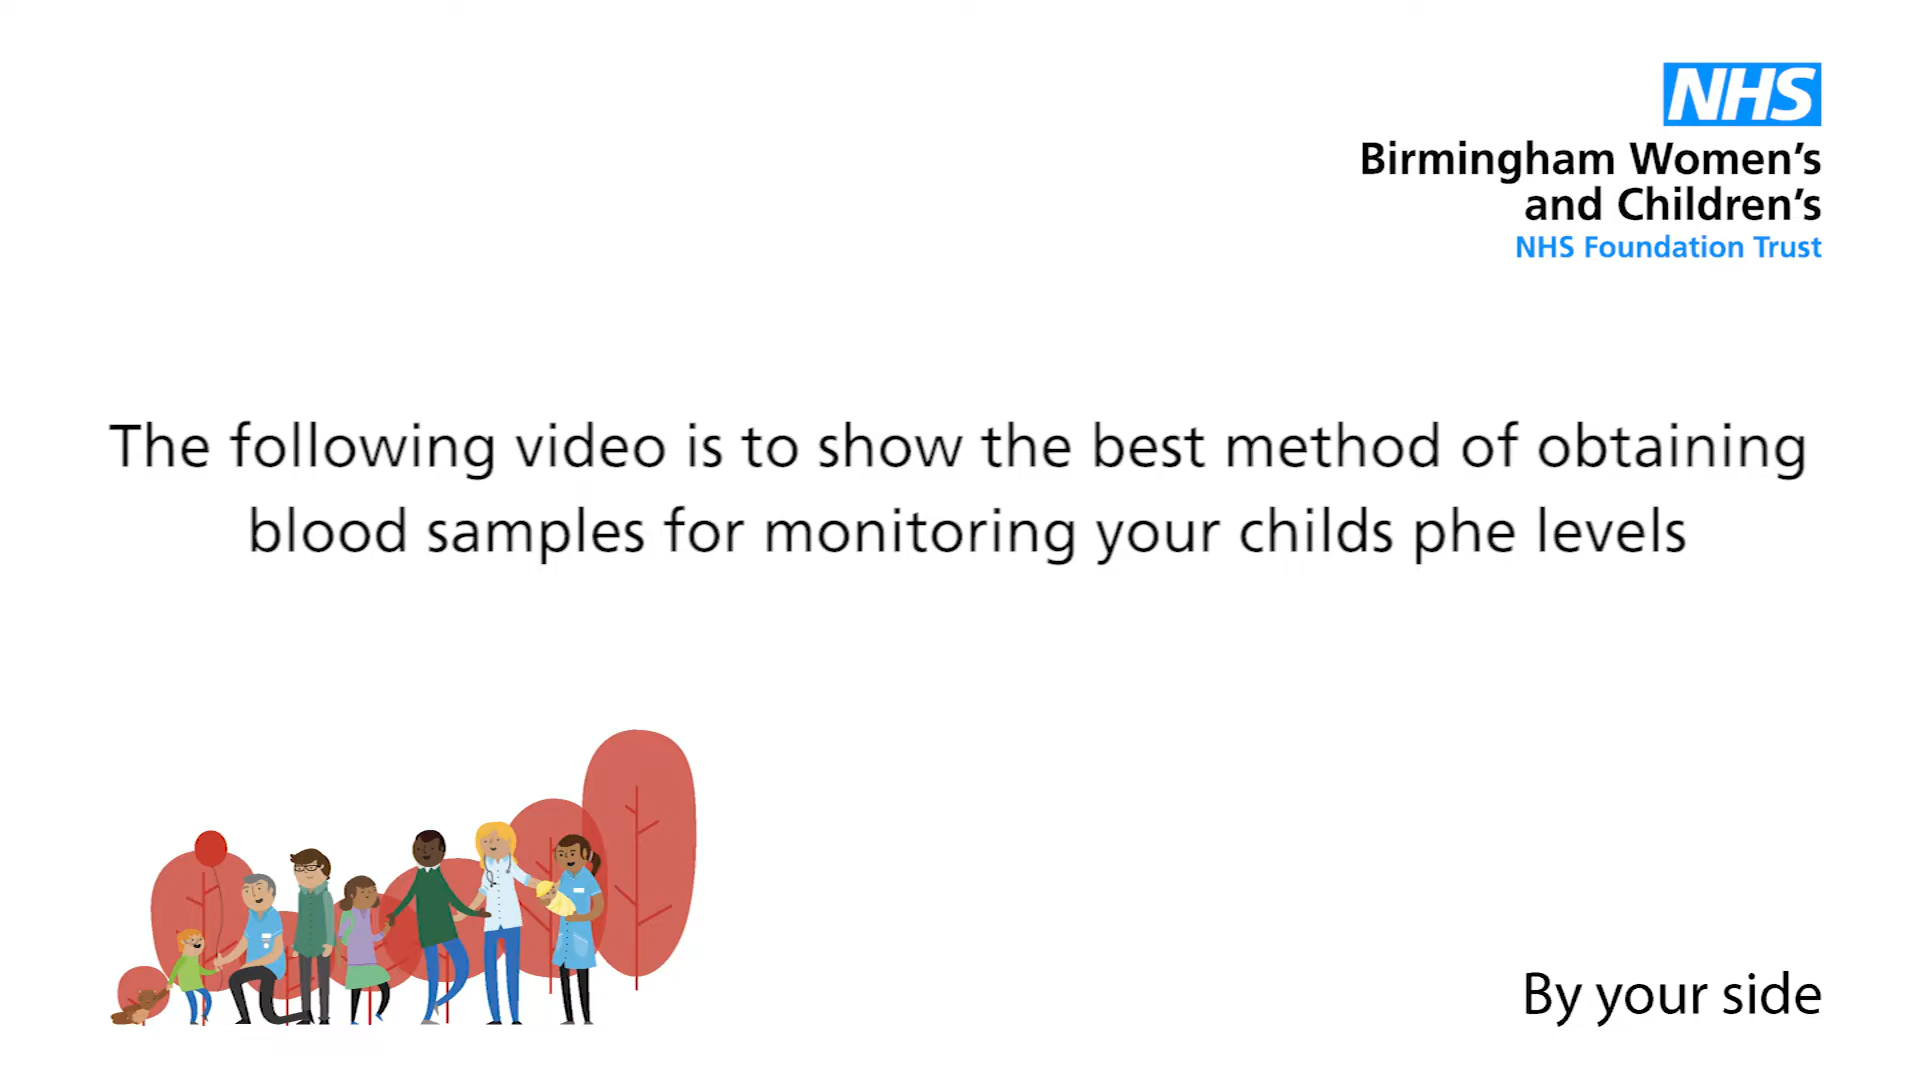 NHS
Birmingham Women’s
and Children’s
NHS Foundation Trust
The following video is to show the best method of obtaining
blood samples for monitoring your childs phe levels
By your side